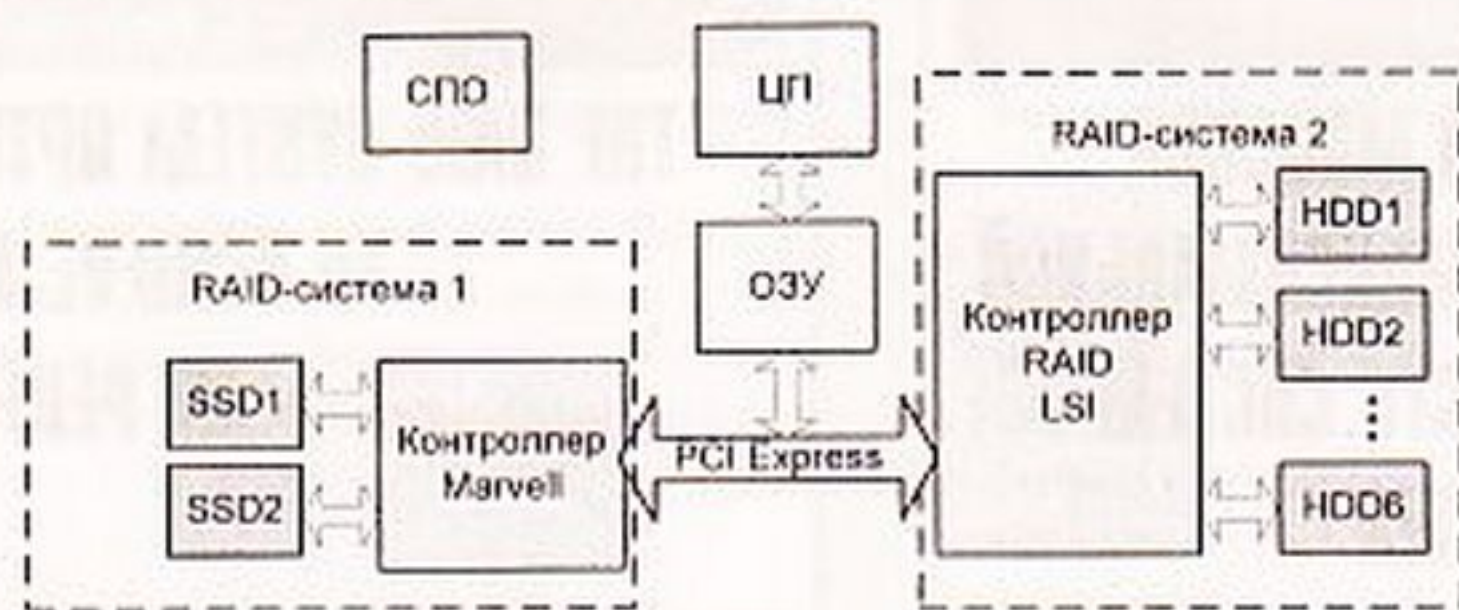 СПО
ЦП
RAID-система 2
RAID-система 1
ОЗУ
Контроллер
RAID
LSI
HDD1
HDD2
HDD6
SSD1
SSD2
Контроллер
Marvell
PCI Express